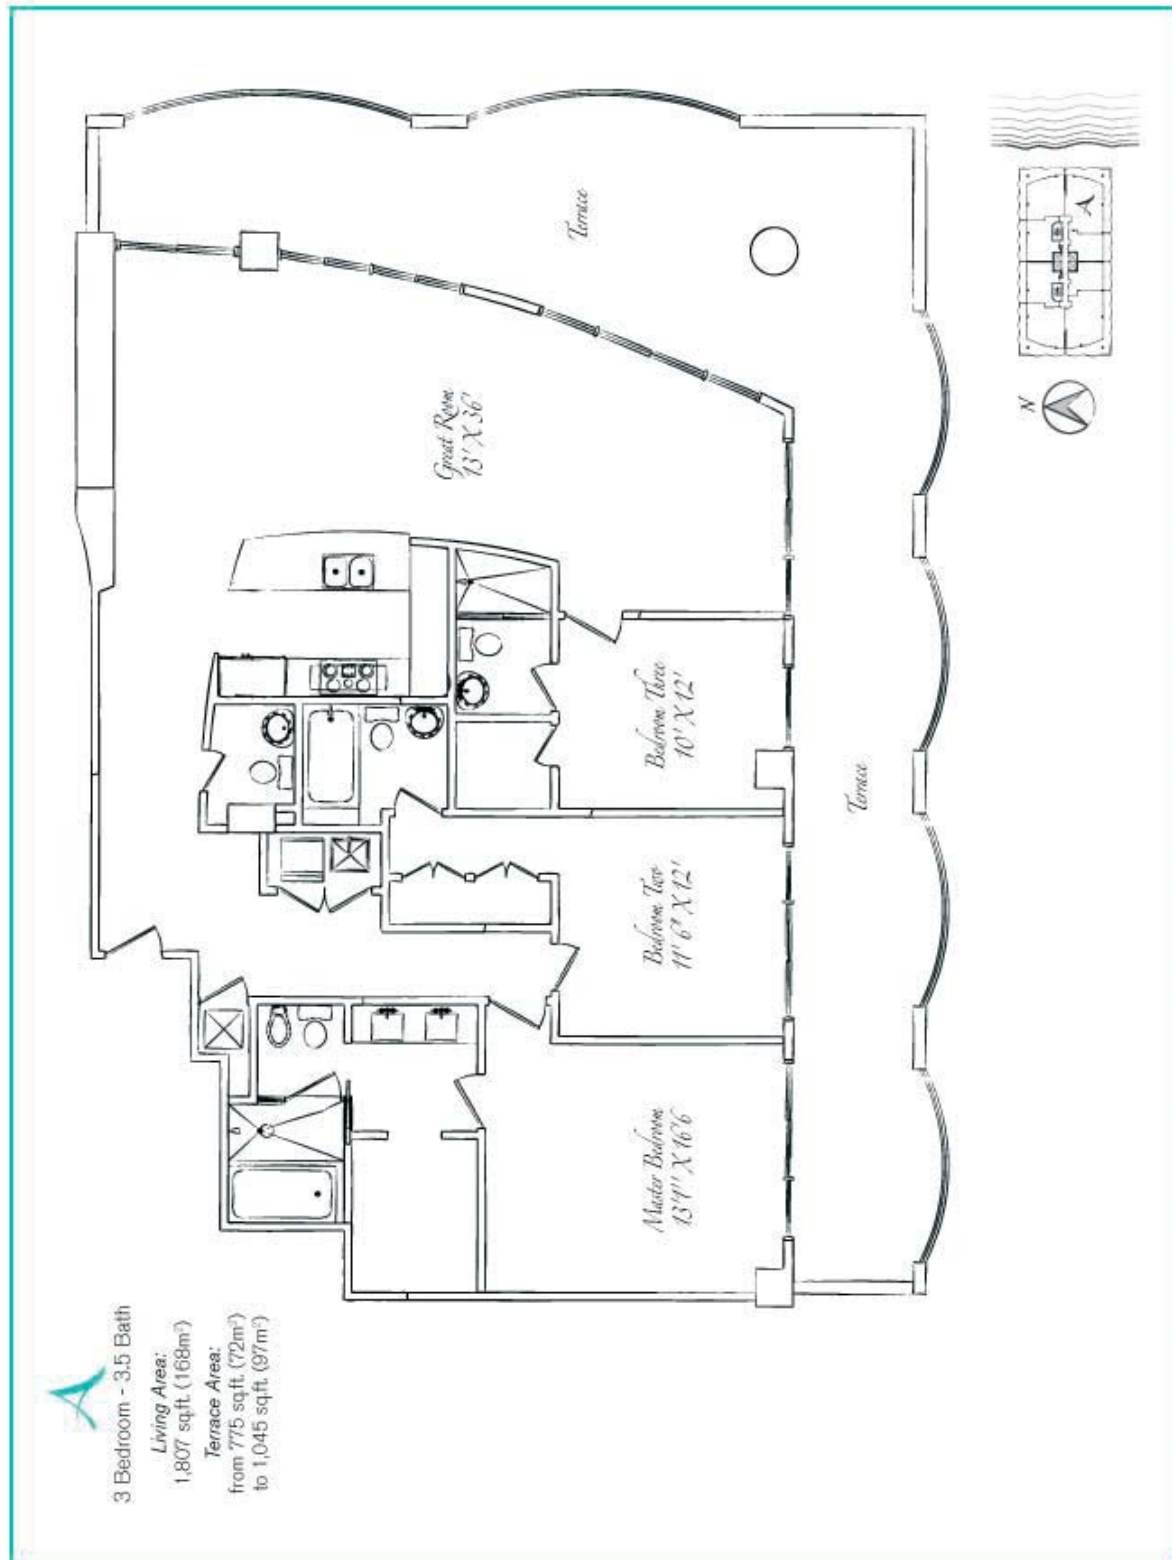 A
3 Bedroom - 3.5 Bath
Living Area:
1,807 sq.ft. (168m²)
Terrace Area:
from 775 sq.ft. (72m²)
to 1,045 sq.ft. (97m²)
Master Bedroom
13'1" X 16'6
Bedroom Two
11' 6" X 12'
Bedroom Three
10' X 12'
Great Room
13' X 36'
Terrace
Terrace
N
A